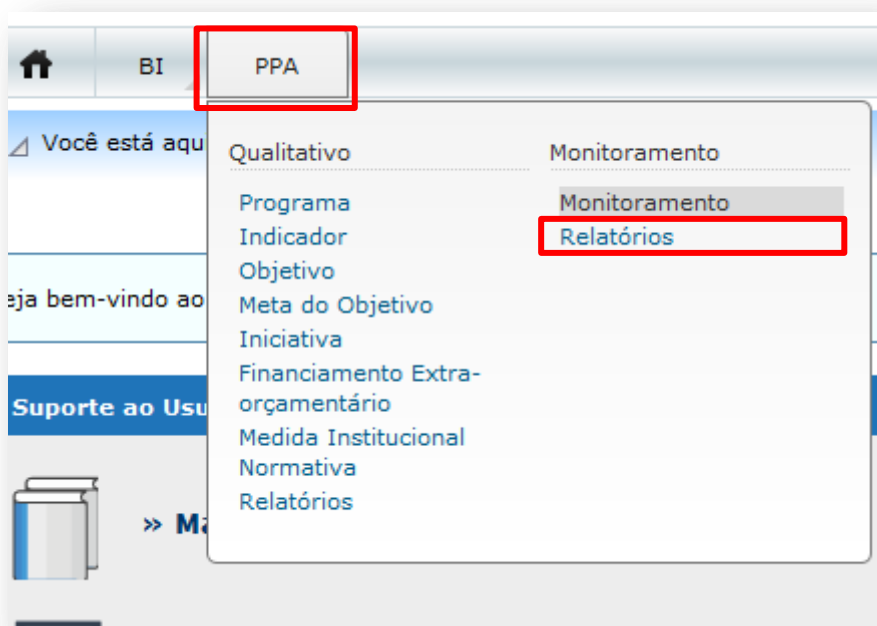 BI
PPA
Você está aqu
Qualitativo
Programa
Indicador
Objetivo
Meta do Objetivo
Iniciativa
Financiamento Extra-
orçamentário
Medida Institucional
Normativa
Relatórios
Monitoramento
Monitoramento
Relatórios
eja bem-vindo ao
Suporte ao Usu
» Ma